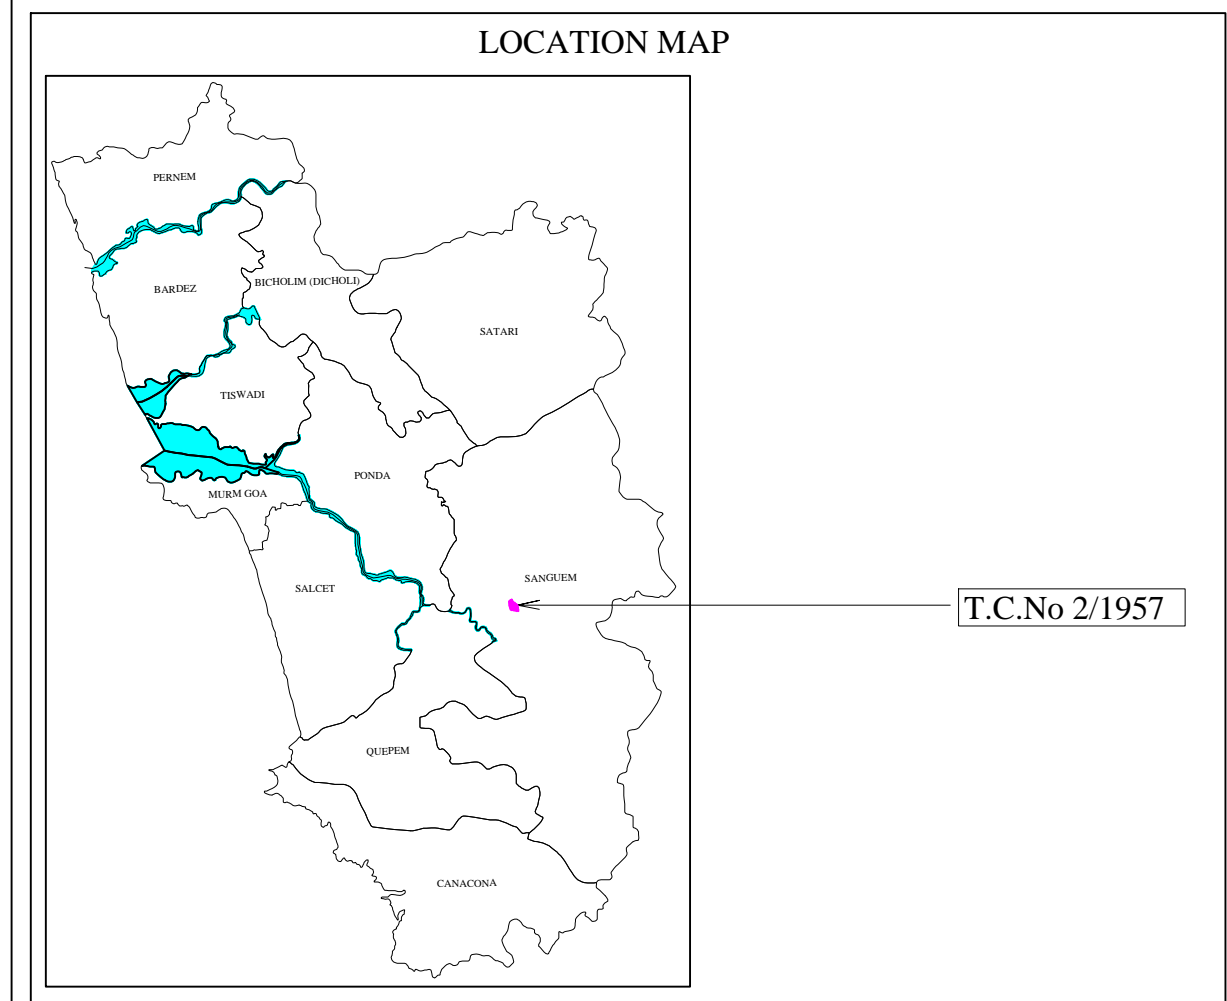 LOCATION MAP
PERNEM
BARDEZ
BICHOLIM (DICHOLI)
SATARI
TISWADI
PONDA
MURM GOA
SALCET
SANGUEM
T.C.No 2/1957
QUEPEM
CANACONA